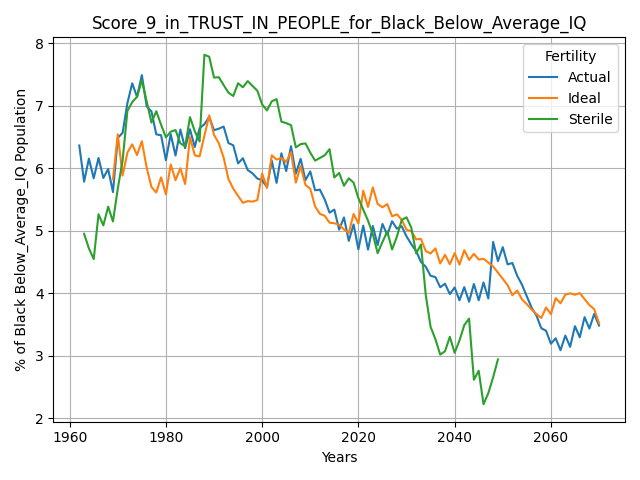 Score_9_in_TRUST_IN_PEOPLE_for_Black_Below_Average_IQ
Fertility
Actual
Ideal
Sterile
% of Black Below_Average_IQ Population
8
7
6
5
4
3
2
1960
1980
2000
2020
2040
2060
Years